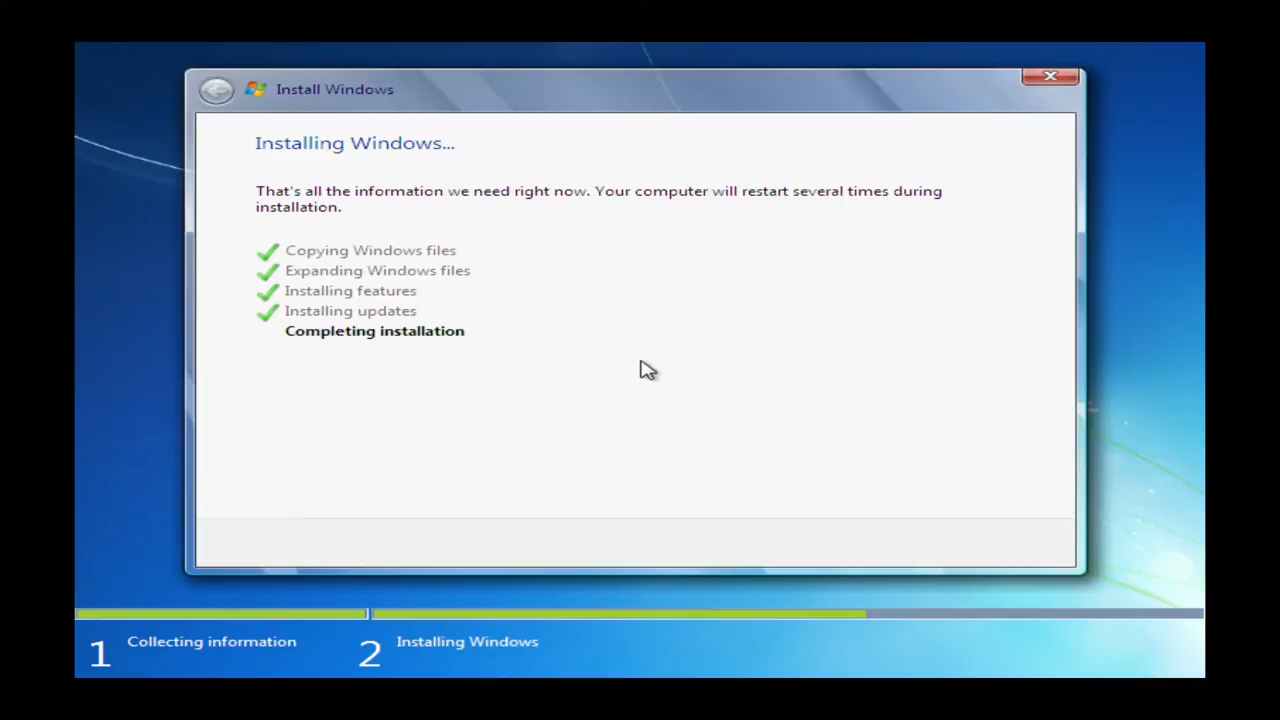 Install Windows
Installing Windows...
That's all the information we need right now. Your computer will restart several times during
installation.
Copying Windows files
Expanding Windows files
Installing features
Installing updates
Completing installation
1 Collecting information
2 Installing Windows